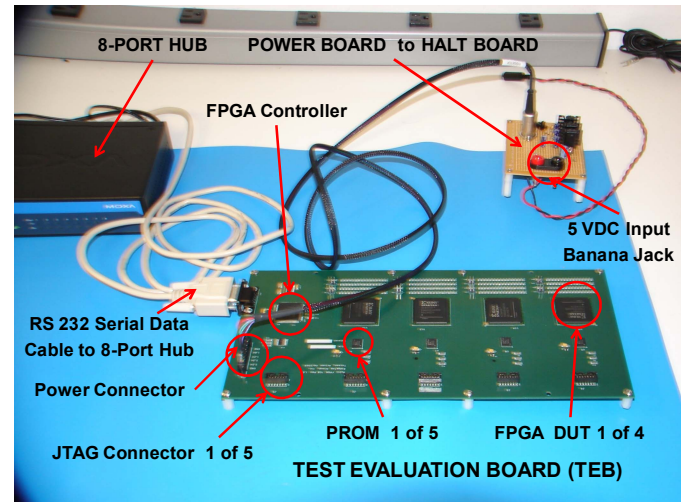 8-PORT HUB
POWER BOARD to HALT BOARD
FPGA Controller
5 VDC Input
Banana Jack
RS 232 Serial Data
Cable to 8-Port Hub
Power Connector
JTAG Connector 1 of 5
PROM 1 of 5
FPGA DUT 1 of 4
TEST EVALUATION BOARD (TEB)